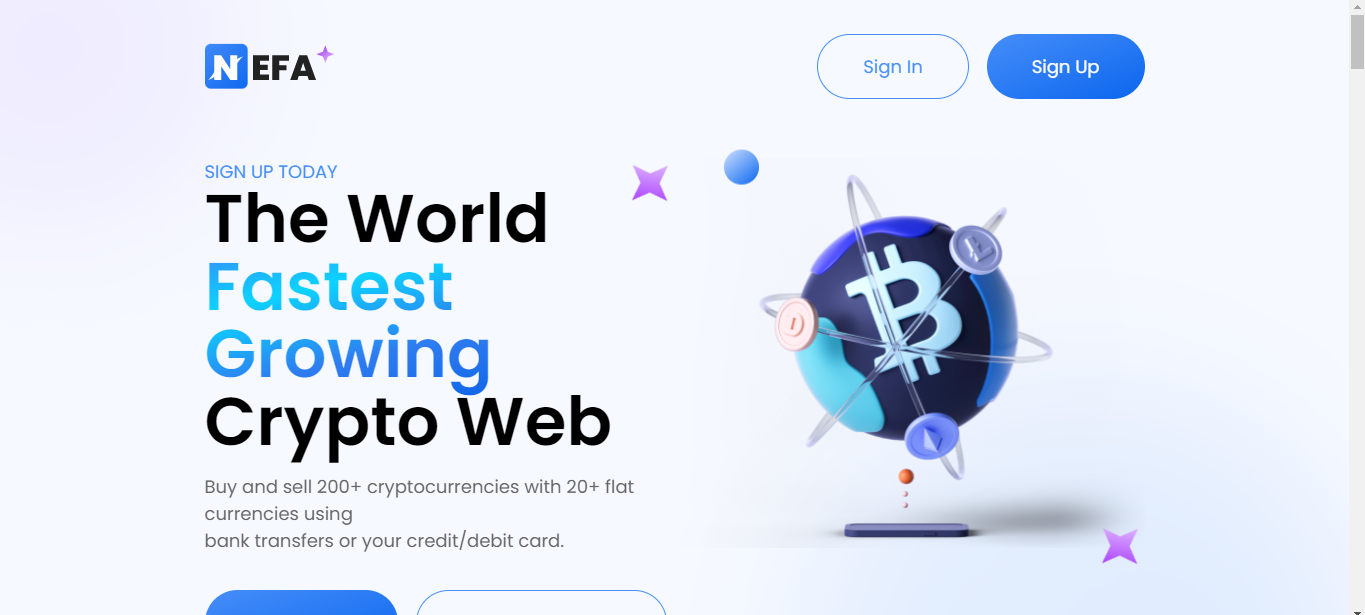 NEFA
Sign In
Sign Up
SIGN UP TODAY
The World
Fastest
Growing
Crypto Web
Buy and sell 200+ cryptocurrencies with 20+ flat
currencies using
bank transfers or your credit/debit card.